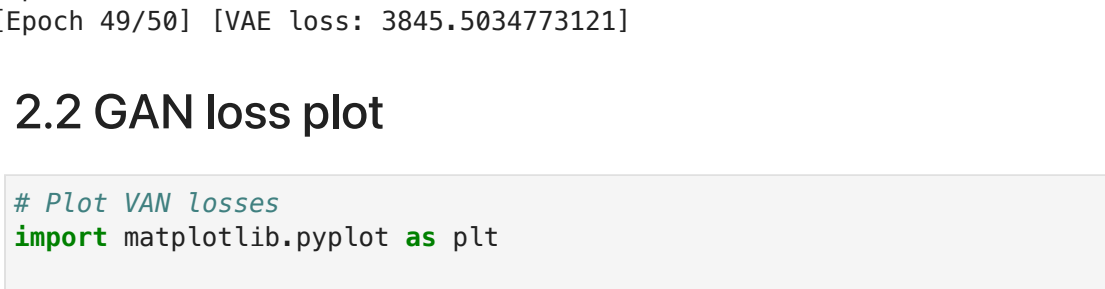 [Epoch 49/50] [VAE loss: 3845.5034773121]
2.2 GAN loss plot
# Plot VAN losses
import matplotlib.pyplot as plt